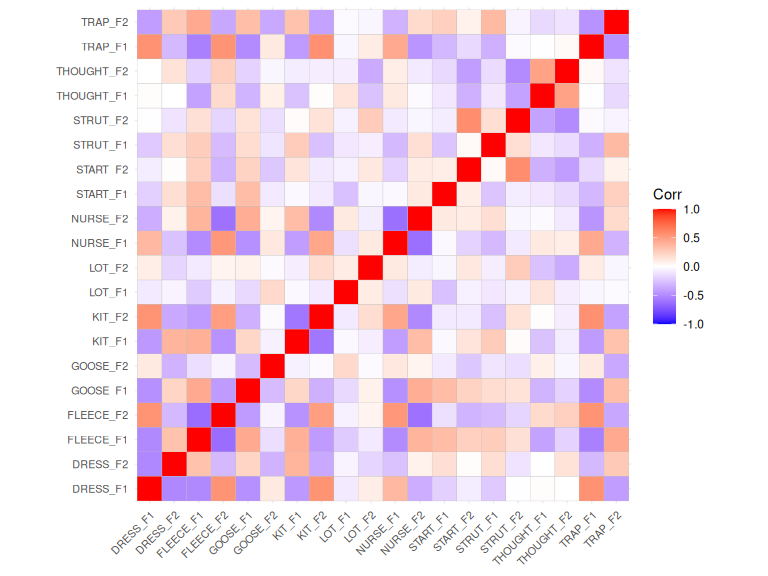 TRAP_F2
TRAP_F1
THOUGHT_F2
THOUGHT_F1
STRUT_F2
STRUT_F1
START_F2
START_F1
NURSE_F2
NURSE_F1
LOT_F2
LOT_F1
KIT_F2
KIT_F1
GOOSE_F2
GOOSE_F1
FLEECE_F2
FLEECE_F1
DRESS_F2
DRESS_F1
DRESS_F1
DRESS_F2
FLEECE_F1
FLEECE_F2
GOOSE_F1
GOOSE_F2
KIT_F1
KIT_F2
LOT_F1
LOT_F2
NURSE_F1
NURSE_F2
START_F1
START_F2
STRUT_F1
STRUT_F2
THOUGHT_F1
THOUGHT_F2
TRAP_F1
TRAP_F2
Corr
1.0
0.5
0.0
-0.5
-1.0